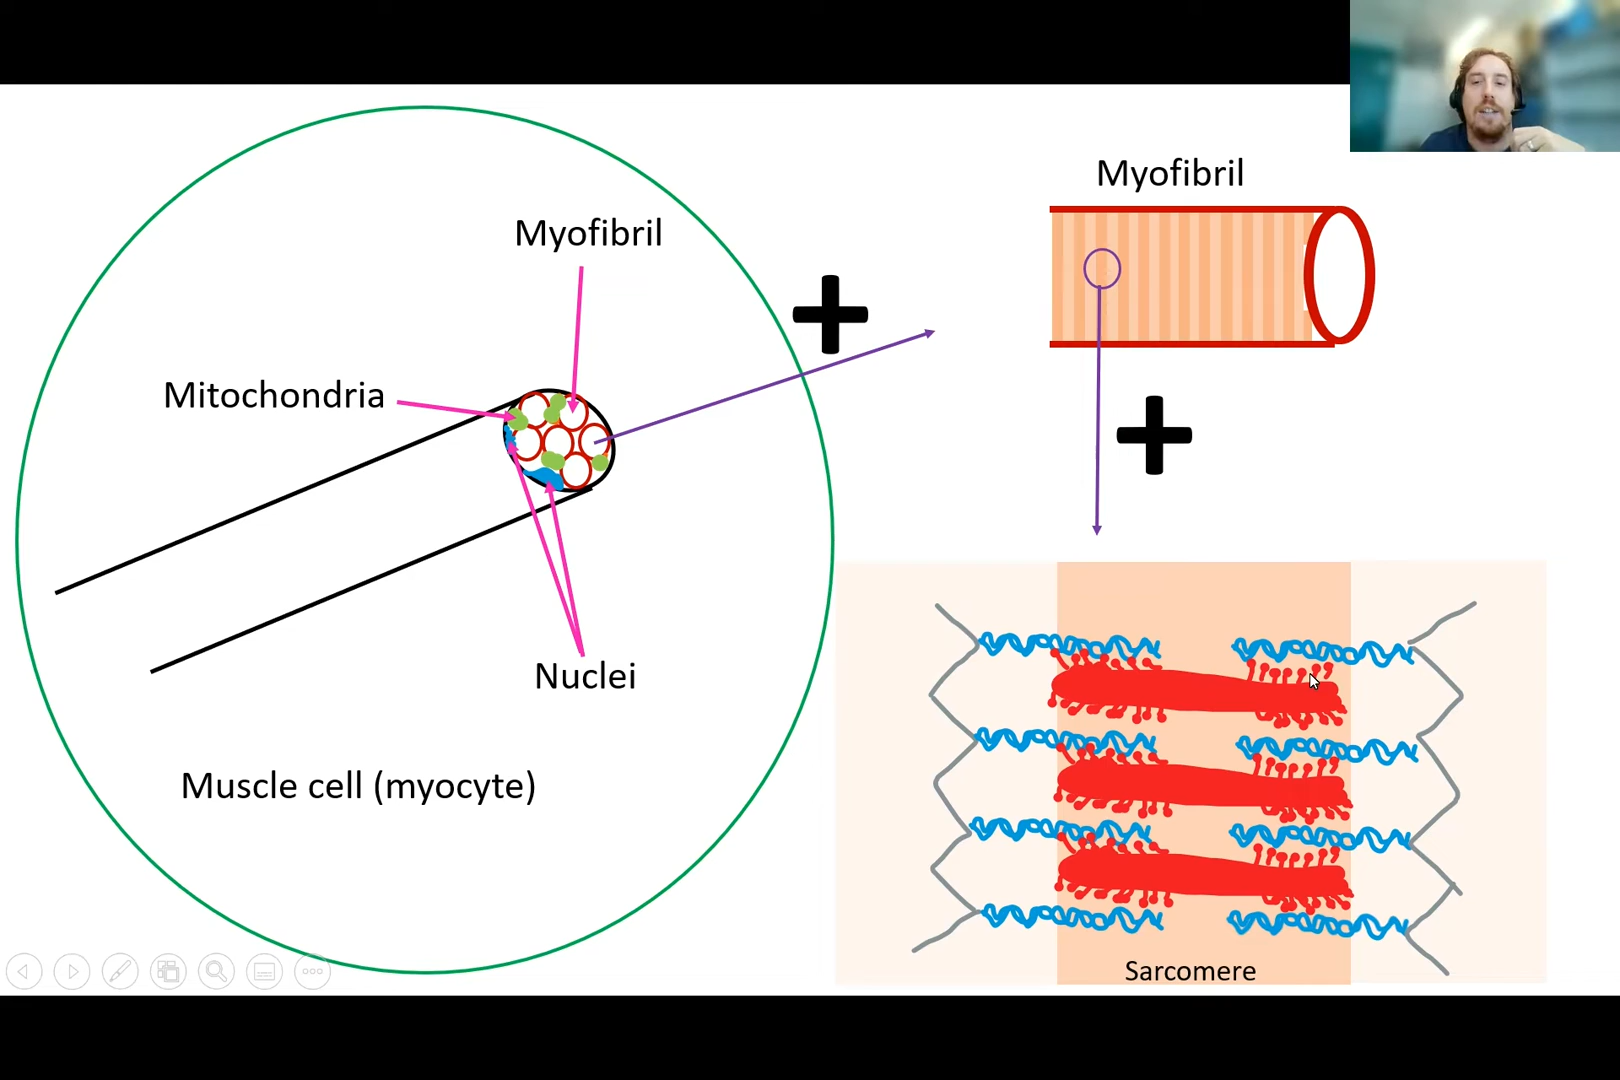 Myofibril
Myofibril
Mitochondria
Nuclei
Muscle cell (myocyte)
Sarcomere